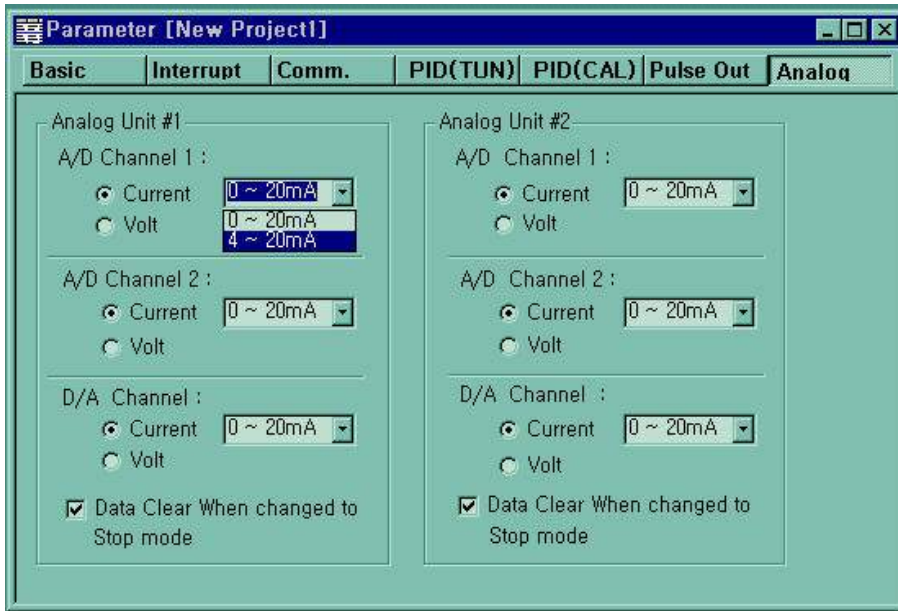 Parameter [New Project1]
Basic Interrupt Comm. PID(TUN) PID(CAL) Pulse Out Analog
Analog Unit #1
A/D Channel 1 :
Current 0 ~ 20mA
Volt
0 ~ 20mA
4 ~ 20mA
A/D Channel 2 :
Current 0 ~ 20mA
Volt
D/A Channel :
Current 0 ~ 20mA
Volt
Data Clear When changed to
Stop mode
Analog Unit #2
A/D Channel 1 :
Current 0 ~ 20mA
Volt
A/D Channel 2 :
Current 0 ~ 20mA
Volt
D/A Channel :
Current 0 ~ 20mA
Volt
Data Clear When changed to
Stop mode